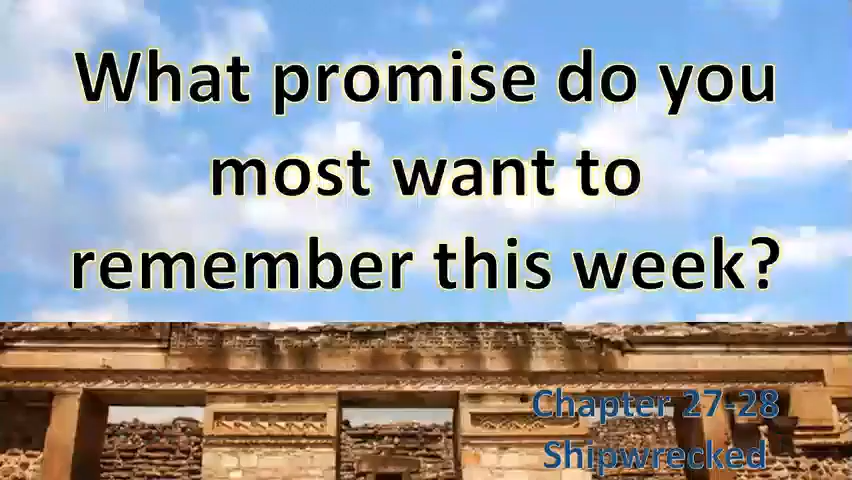 What promise do you
most want to
remember this week?
Chapter 27-28
Shipwrecked